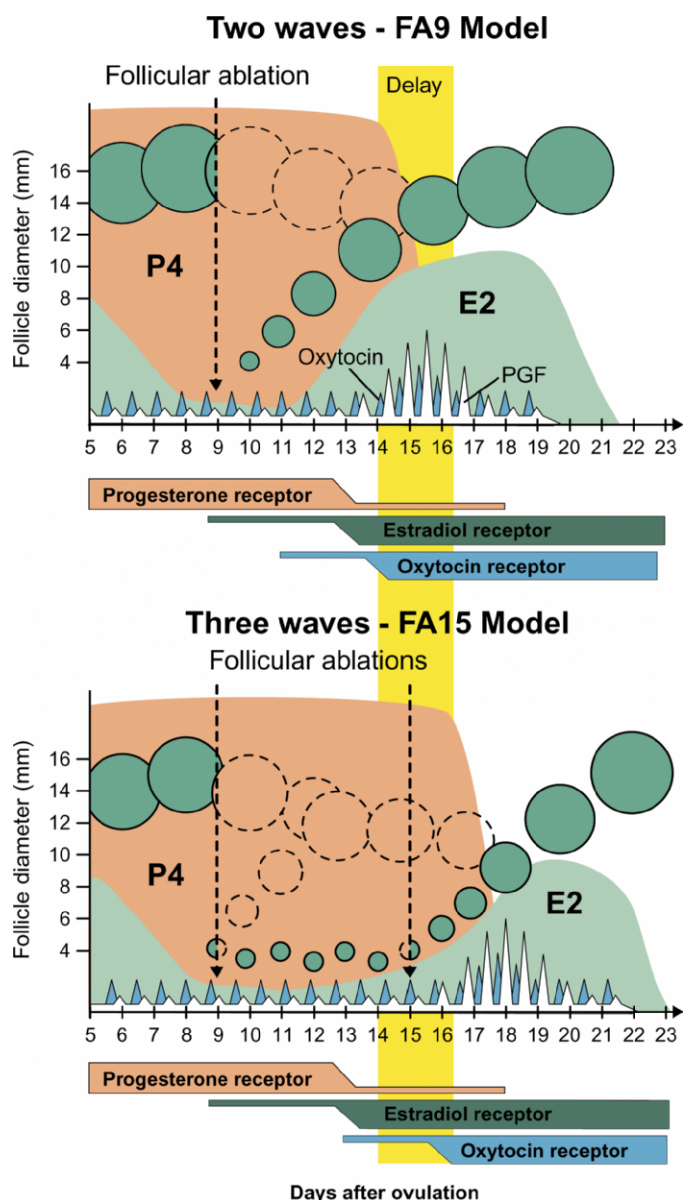 Two waves - FA9 Model
Follicular ablation
Delay
Follicle diameter (mm)
16
14
12
10
8
6
4
P4
E2
Oxytocin
PGF
5 6 7 8 9 10 11 12 13 14 15 16 17 18 19 20 21 22 23
Progesterone receptor
Estradiol receptor
Oxytocin receptor
Three waves - FA15 Model
Follicular ablations
Follicle diameter (mm)
16
14
12
10
8
6
4
P4
E2
5 6 7 8 9 10 11 12 13 14 15 16 17 18 19 20 21 22 23
Progesterone receptor
Estradiol receptor
Oxytocin receptor
Days after ovulation